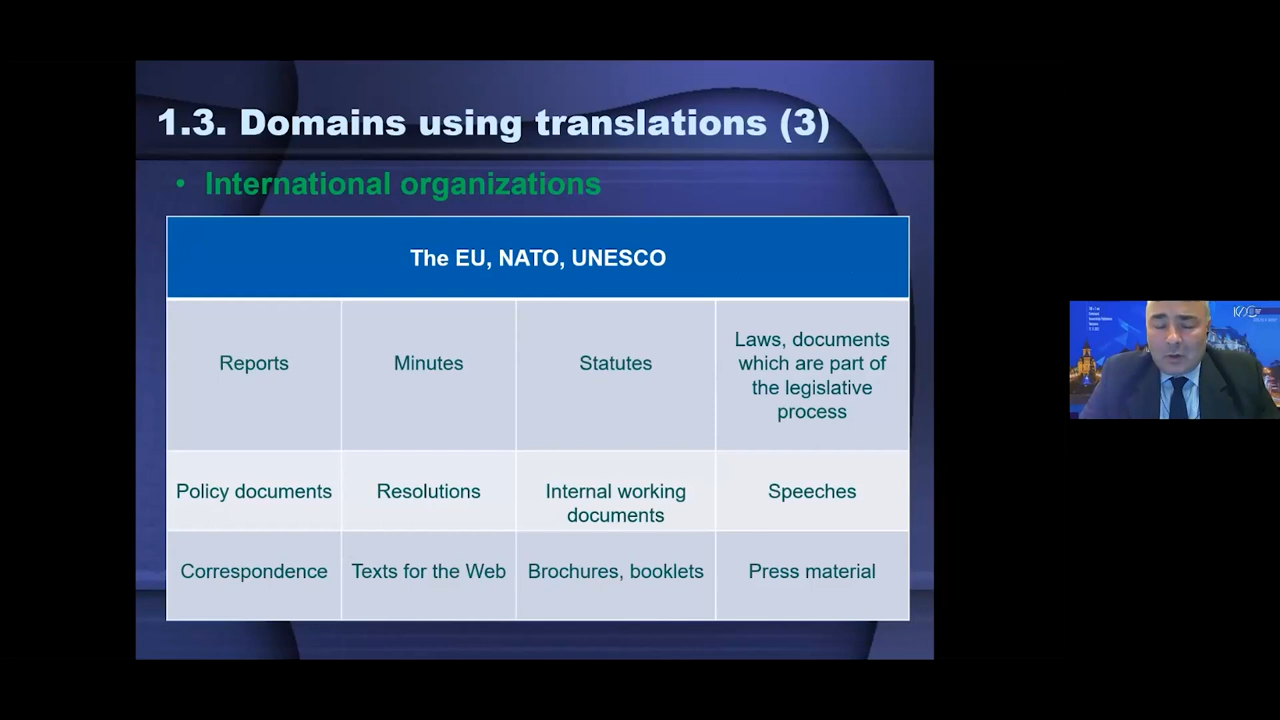 1.3. Domains using translations (3)
• International organizations
The EU, NATO, UNESCO
Reports
Minutes
Statutes
Laws, documents
which are part of
the legislative
process
Policy documents
Resolutions
Internal working
documents
Speeches
Correspondence
Texts for the Web
Brochures, booklets
Press material